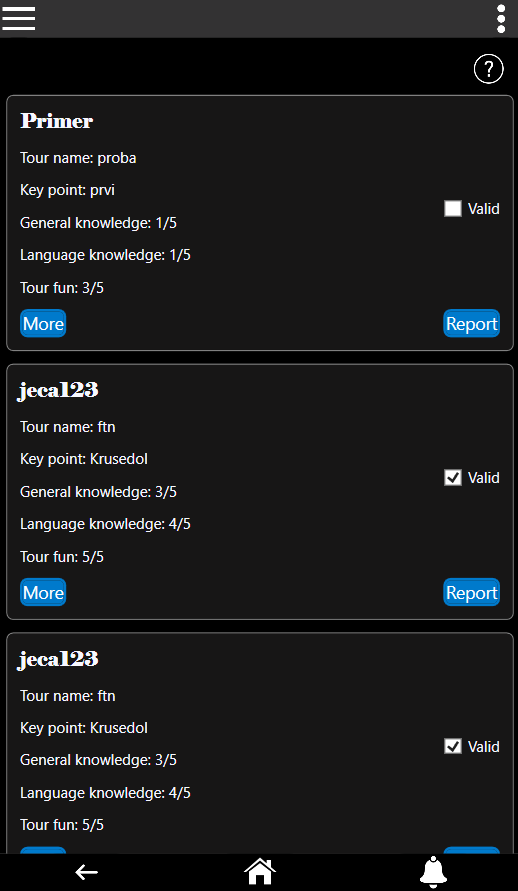 ?
Primer
Tour name: proba
Key point: prvi
Valid
General knowledge: 1/5
Language knowledge: 1/5
Tour fun: 3/5
More
Report
jeca123
Tour name: ftn
Key point: Krusedol
Valid
General knowledge: 3/5
Language knowledge: 4/5
Tour fun: 5/5
More
Report
jeca123
Tour name: ftn
Key point: Krusedol
Valid
General knowledge: 3/5
Language knowledge: 4/5
Tour fun: 5/5